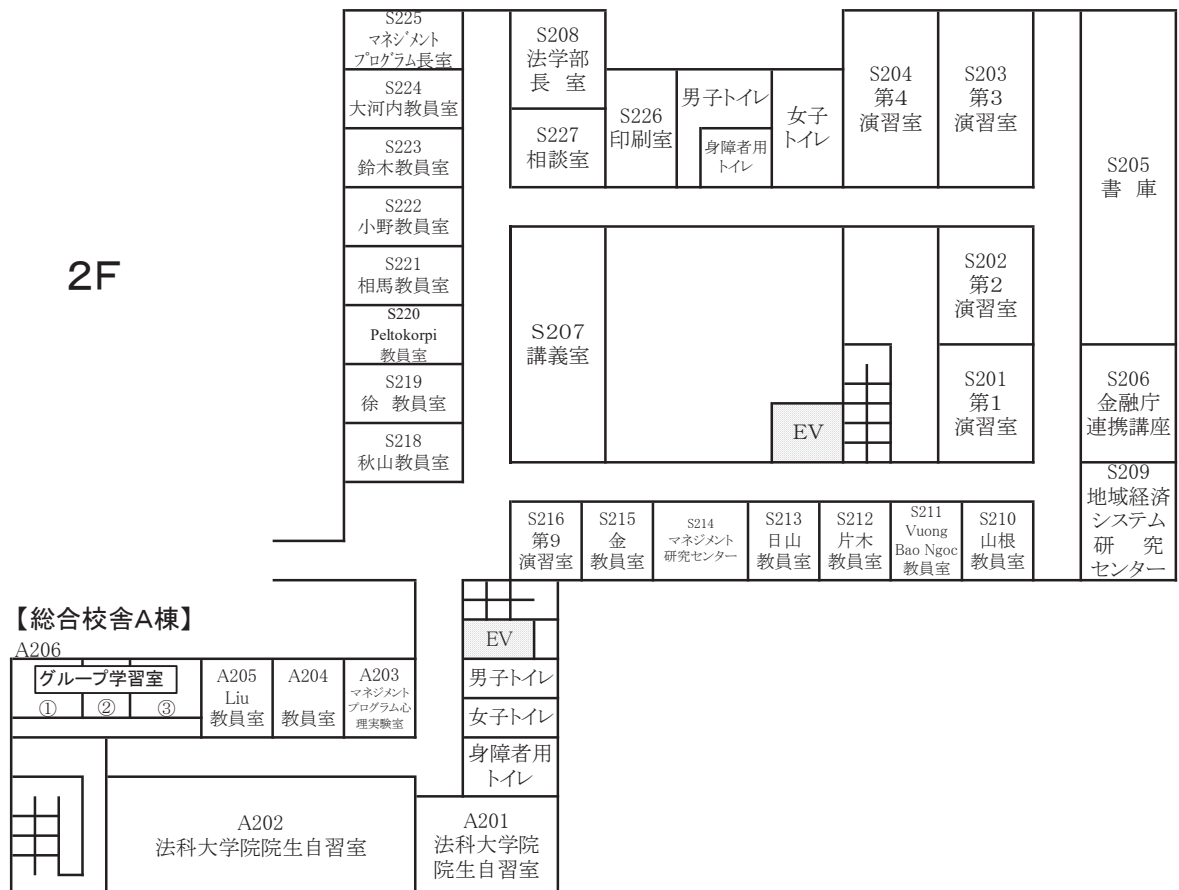 2F
S225
マネジメント
プログラム長室
S224
大河内教員室
S223
鈴木教員室
S222
小野教員室
S221
相馬教員室
S220
Peltokorpi
教員室
S219
徐 教員室
S218
秋山教員室
S208
法学部
長 室
S227
相談室
S226
印刷室
男子トイレ
身障者用
トイレ
女子
トイレ
S204
第4
演習室
S203
第3
演習室
S205
書 庫
S207
講義室
EV
S202
第2
演習室
S201
第1
演習室
S206
金融庁
連携講座
S209
地域経済
システム
研 究
センター
S216
第9
演習室
S215
金
教員室
S214
マネジメント
研究センター
S213
日山
教員室
S212
片木
教員室
S211
Vuong
Bao Ngoc
教員室
S210
山根
教員室
【総合校舎A棟】
A206
グループ学習室
①
②
③
A205
Liu
教員室
A204
教員室
A203
マネジメント
プログラム心
理実験室
EV
男子トイレ
女子トイレ
身障者用
トイレ
A202
法科大学院院生自習室
A201
法科大学院
院生自習室